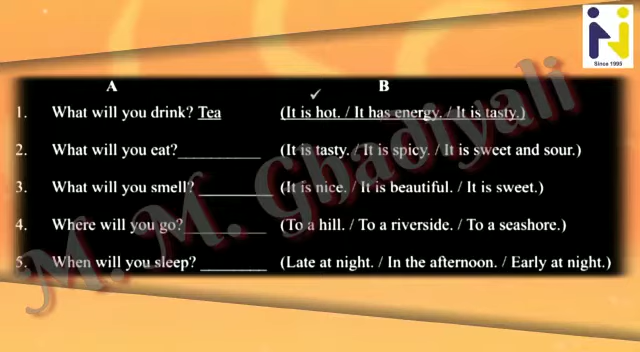 Since 1995
A B
1. What will you drink? Tea (It is hot. / It has energy. / It is tasty.)
2. What will you eat?__________ (It is tasty. / It is spicy. / It is sweet and sour.)
3. What will you smell? ________ (It is nice. / It is beautiful. / It is sweet.)
4. Where will you go?__________ (To a hill. / To a riverside. / To a seashore.)
5. When will you sleep? ________ (Late at night. / In the afternoon. / Early at night.)
M. M. Gbadiyali